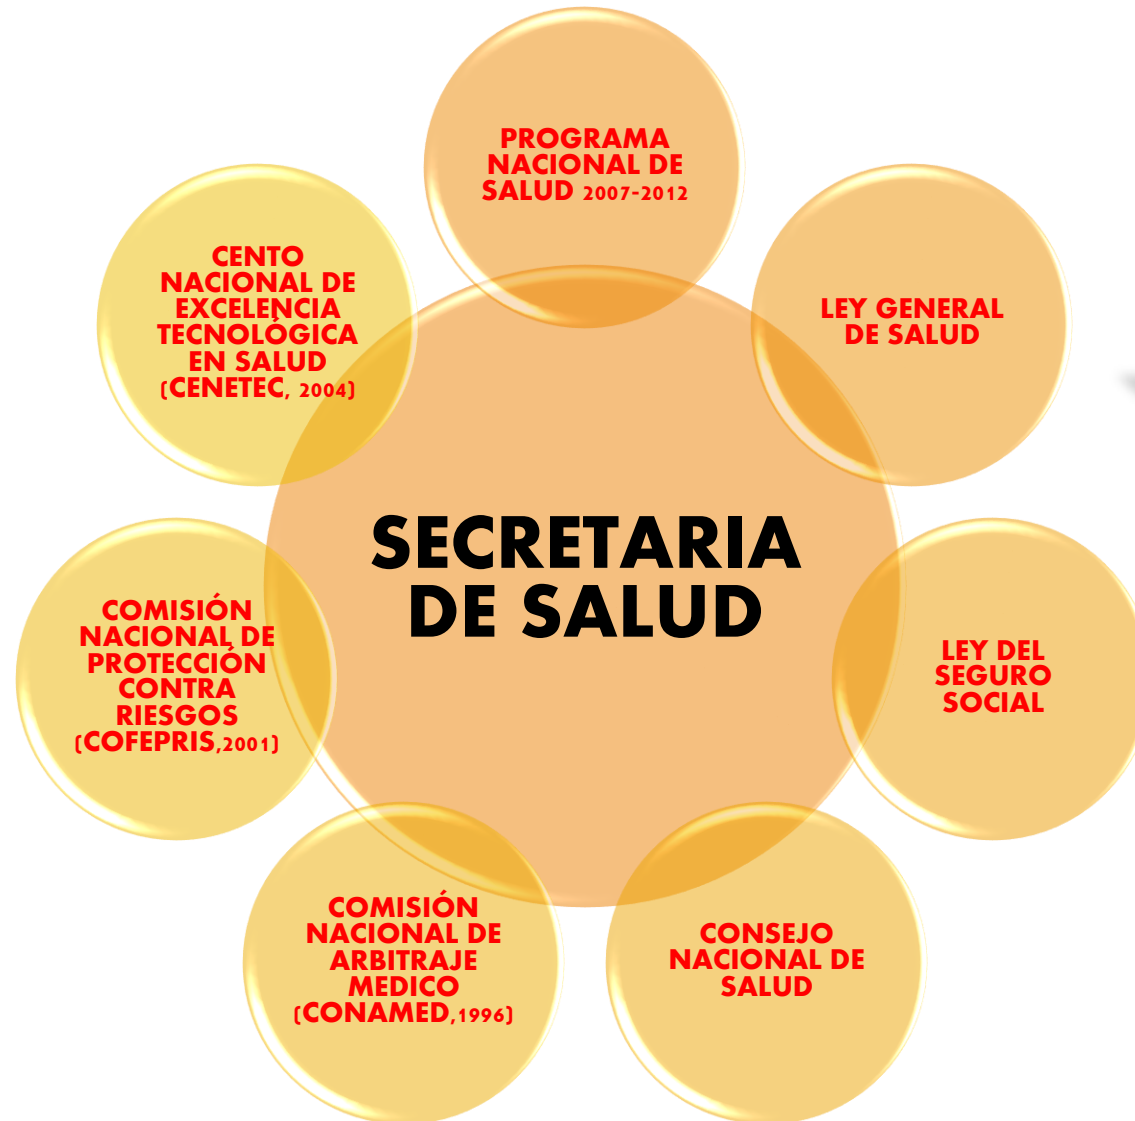 PROGRAMA
NACIONAL DE
SALUD 2007-2012
LEY GENERAL
DE SALUD
LEY DEL
SEGURO
SOCIAL
CONSEJO
NACIONAL DE
SALUD
COMISIÓN
NACIONAL DE
ARBITRAJE
MEDICO
(CONAMED,1996)
COMISIÓN
NACIONAL DE
PROTECCIÓN
CONTRA
RIESGOS
(COFEPRIS,2001)
CENTO
NACIONAL DE
EXCELENCIA
TECNOLÓGICA
EN SALUD
(CENETEC, 2004)
SECRETARIA
DE SALUD